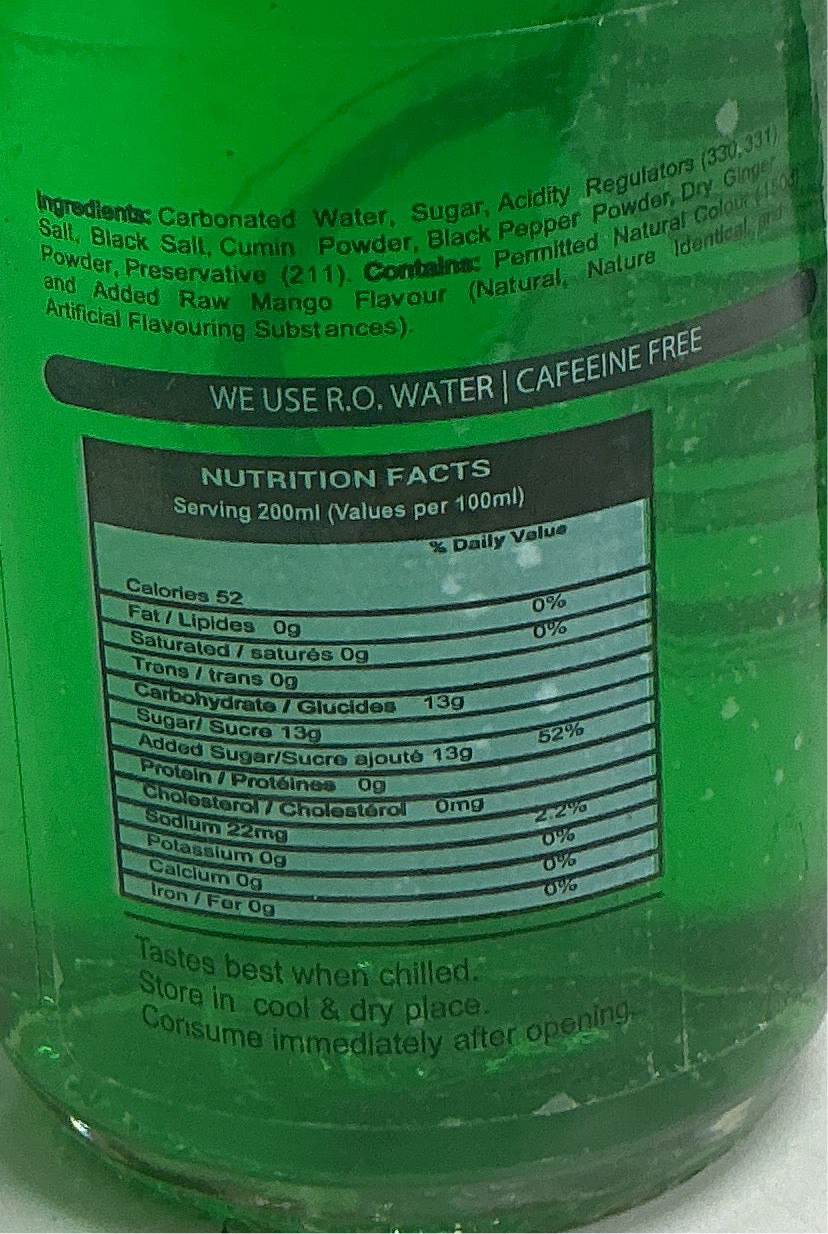 Ingredients: Carbonated Water, Sugar, Acidity Regulators (330,331)
Salt, Black Salt, Cumin Powder, Black Pepper Powder, Dry Ginger
Powder, Preservative (211). Contains: Permitted Natural Colour (150d)
and Added Raw Mango Flavour (Natural, Nature Identical, and
Artificial Flavouring Substances).
WE USE R.O. WATER | CAFEEINE FREE
NUTRITION FACTS
Serving 200ml (Values per 100ml)
% Daily Value
Calories 52
Fat / Lipides 0g 0%
Saturated / saturés 0g 0%
Trans / trans 0g
Carbohydrate / Glucides 13g
Sugar/ Sucre 13g
Added Sugar/Sucre ajouté 13g 52%
Protein / Protéines 0g
Cholesterol / Cholestérol 0mg
Sodium 22mg 2.2%
Potassium 0g 0%
Calcium 0g 0%
Iron / Fer 0g 0%
Tastes best when chilled.
Store in cool & dry place.
Consume immediately after opening.